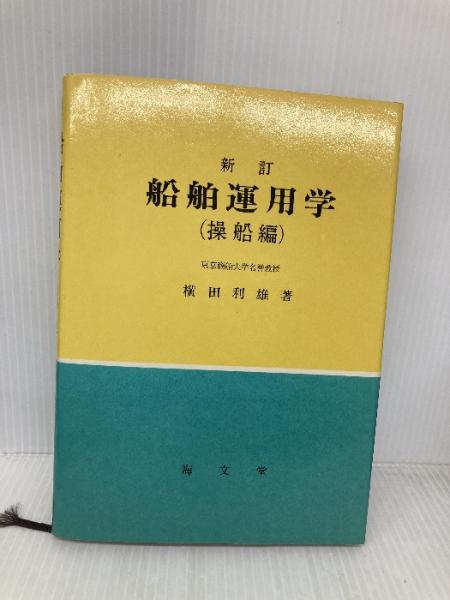 新訂
船舶運用学
(操船編)
東京商船大学名誉教授
横田利雄著
海文堂